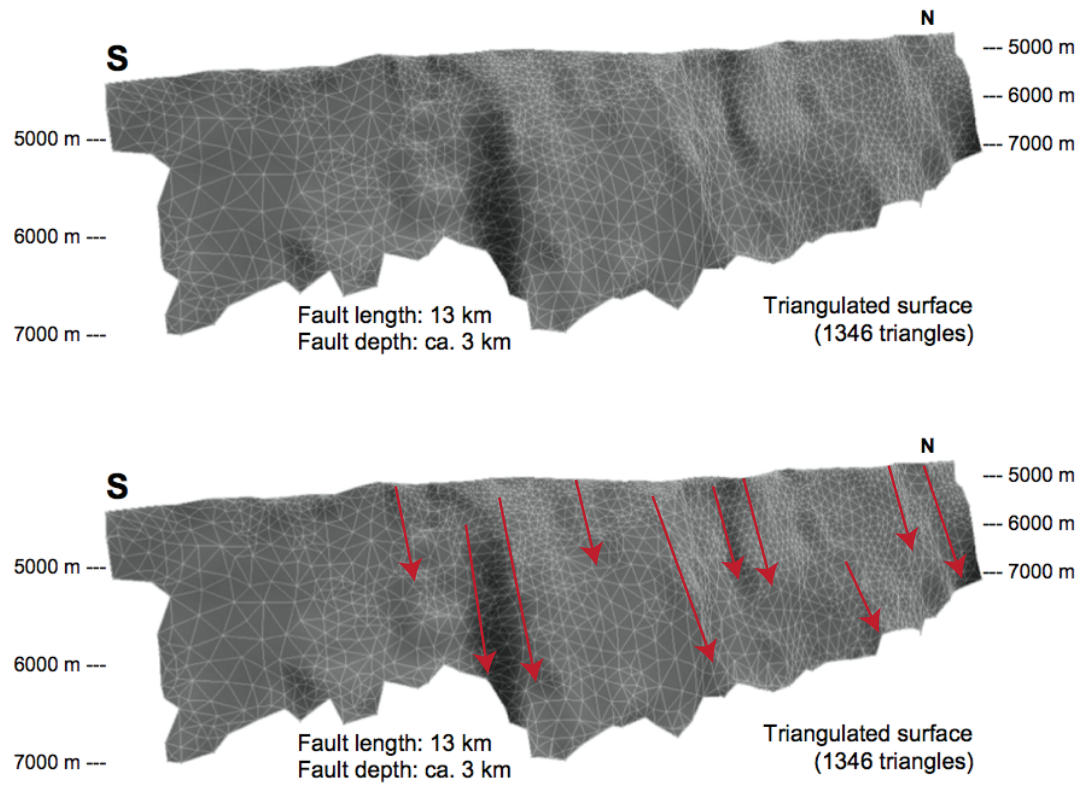 N
S
--- 5000 m
--- 6000 m
5000 m ---
--- 7000 m
6000 m ---
Fault length: 13 km
Fault depth: ca. 3 km
Triangulated surface
(1346 triangles)
7000 m ---
N
S
--- 5000 m
--- 6000 m
5000 m ---
--- 7000 m
6000 m ---
Fault length: 13 km
Fault depth: ca. 3 km
Triangulated surface
(1346 triangles)
7000 m ---